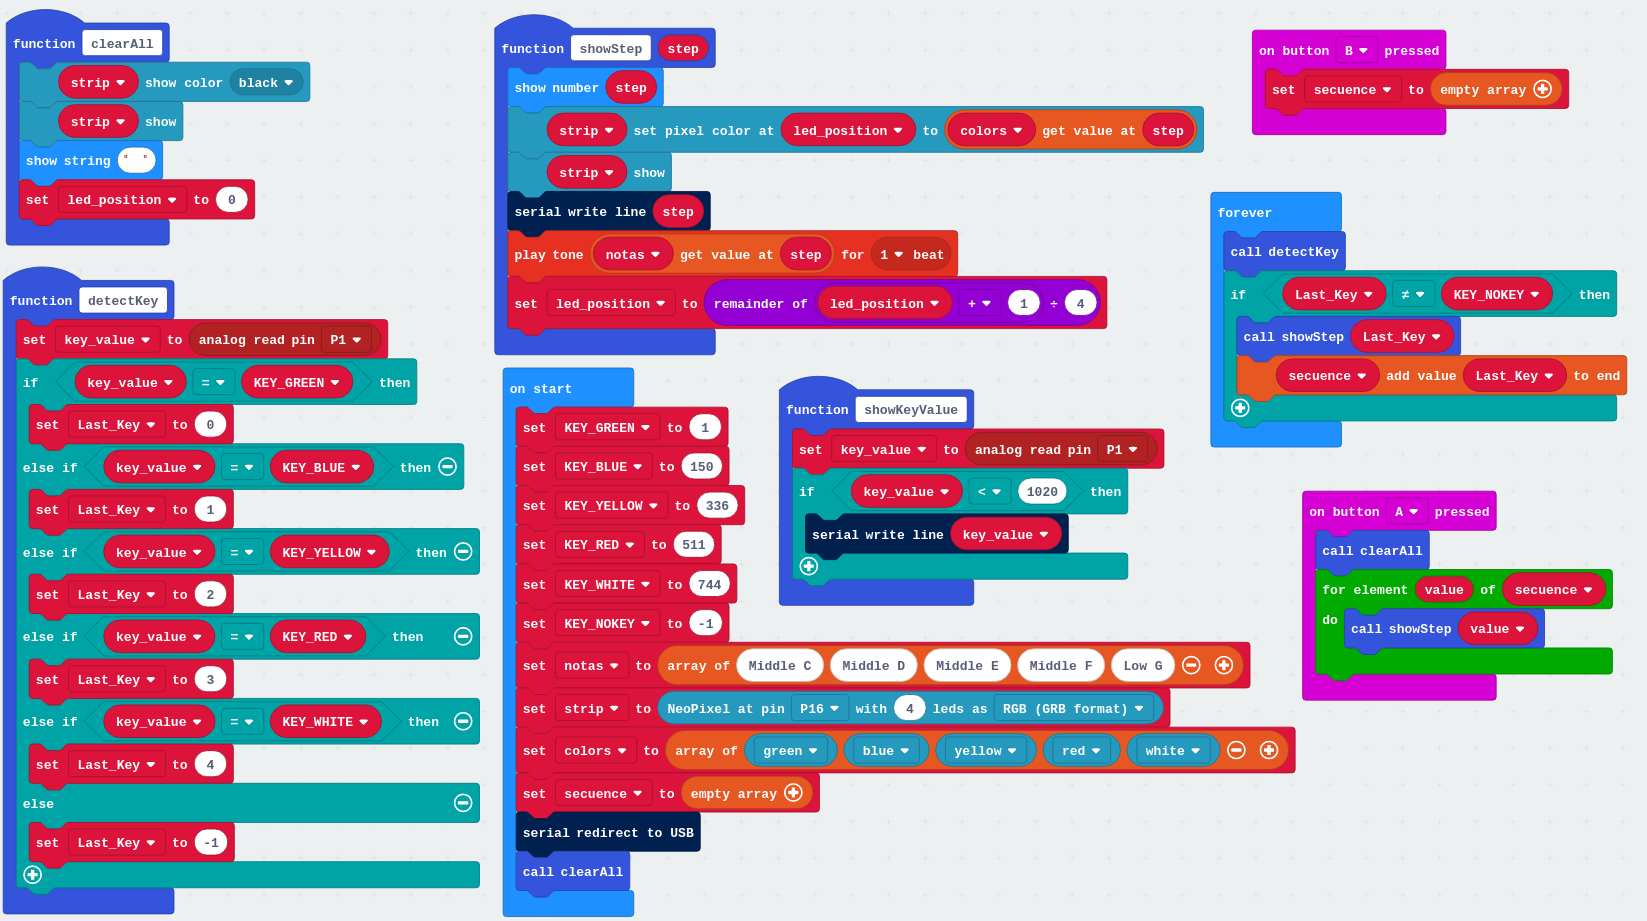 function clearAll
strip show color black
strip show
show string " "
set led_position to 0
function detectKey
set key_value to analog read pin P1
if key_value = KEY_GREEN then
set Last_Key to 0
else if key_value = KEY_BLUE then
set Last_Key to 1
else if key_value = KEY_YELLOW then
set Last_Key to 2
else if key_value = KEY_RED then
set Last_Key to 3
else if key_value = KEY_WHITE then
set Last_Key to 4
else
set Last_Key to -1
function showStep step
show number step
strip set pixel color at led_position to colors get value at step
strip show
serial write line step
play tone notas get value at step for 1 beat
set led_position to remainder of led_position + 1 ÷ 4
on start
set KEY_GREEN to 1
set KEY_BLUE to 150
set KEY_YELLOW to 336
set KEY_RED to 511
set KEY_WHITE to 744
set KEY_NOKEY to -1
set notas to array of Middle C Middle D Middle E Middle F Low G
set strip to NeoPixel at pin P16 with 4 leds as RGB (GRB format)
set colors to array of green blue yellow red white
set secuence to empty array
serial redirect to USB
call clearAll
function showKeyValue
set key_value to analog read pin P1
if key_value < 1020 then
serial write line key_value
on button B pressed
set secuence to empty array
forever
call detectKey
if Last_Key ≠ KEY_NOKEY then
call showStep Last_Key
secuence add value Last_Key to end
on button A pressed
call clearAll
for element value of secuence
do call showStep value